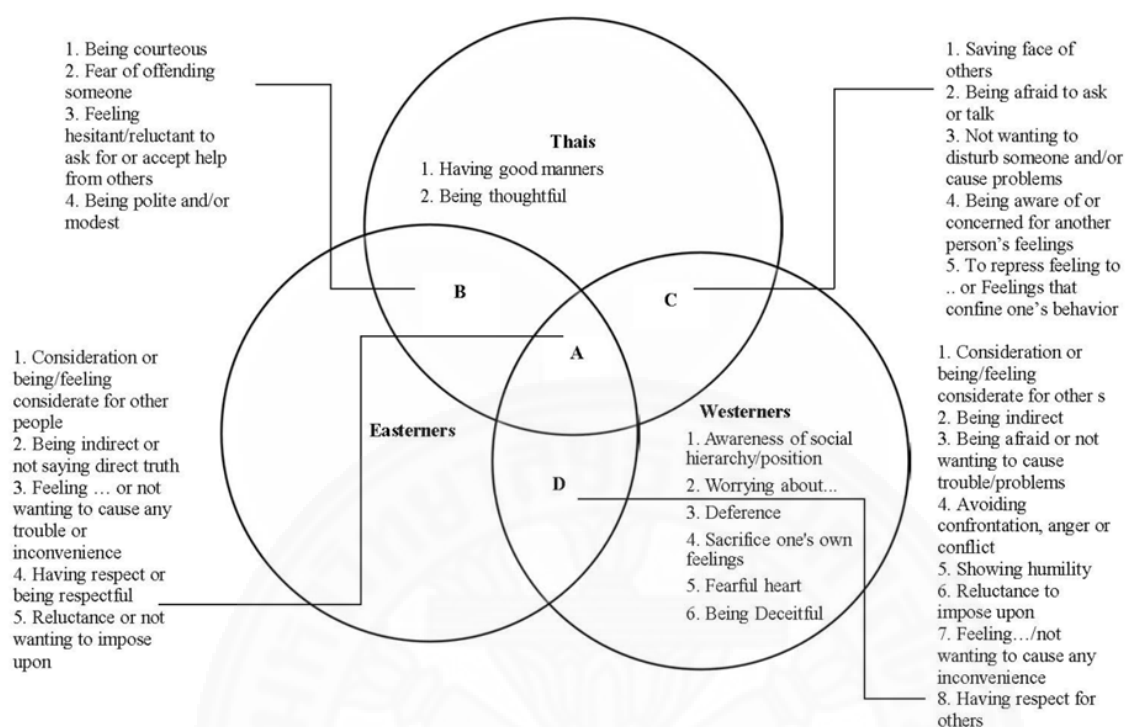 1. Being courteous
2. Fear of offending
someone
3. Feeling
hesitant/reluctant to
ask for or accept help
from others
4. Being polite and/or
modest
Thais
1. Having good manners
2. Being thoughtful
1. Saving face of
others
2. Being afraid to ask
or talk
3. Not wanting to
disturb someone and/or
cause problems
4. Being aware of or
concerned for another
person's feelings
5. To repress feeling to
.. or Feelings that
confine one's behavior
B
C
A
D
1. Consideration or
being/feeling
considerate for other
people
2. Being indirect or
not saying direct truth
3. Feeling … or not
wanting to cause any
trouble or
inconvenience
4. Having respect or
being respectful
5. Reluctance or not
wanting to impose
upon
Easterners
Westerners
1. Awareness of social
hierarchy/position
2. Worrying about...
3. Deference
4. Sacrifice one's own
feelings
5. Fearful heart
6. Being Deceitful
1. Consideration or
being/feeling
considerate for other s
2. Being indirect
3. Being afraid or not
wanting to cause
trouble/problems
4. Avoiding
confrontation, anger or
conflict
5. Showing humility
6. Reluctance to
impose upon
7. Feeling…/not
wanting to cause any
inconvenience
8. Having respect for
others